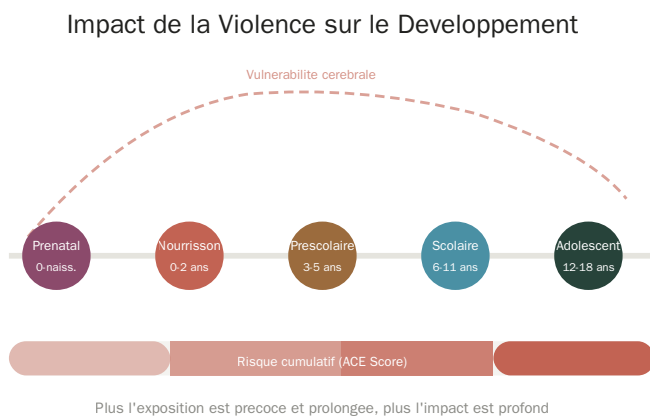 Impact de la Violence sur le Developpement
Vulnerabilite cerebrale
Prenatal
0-naiss.
Nourrisson
0-2 ans
Prescolaire
3-5 ans
Scolaire
6-11 ans
Adolescent
12-18 ans
Risque cumulatif (ACE Score)
Plus l'exposition est precoce et prolongee, plus l'impact est profond